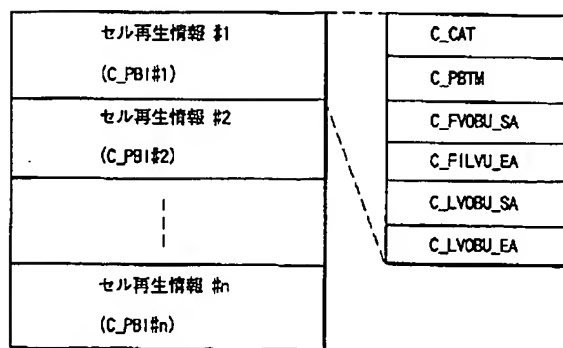 セル再生情報 #1
(C_PBI#1)
セル再生情報 #2
(C_PBI#2)
セル再生情報 #n
(C_PBI#n)
C_CAT
C_PBTM
C_FVOBU_SA
C_FILVU_EA
C_LVOBU_SA
C_LVOBU_EA